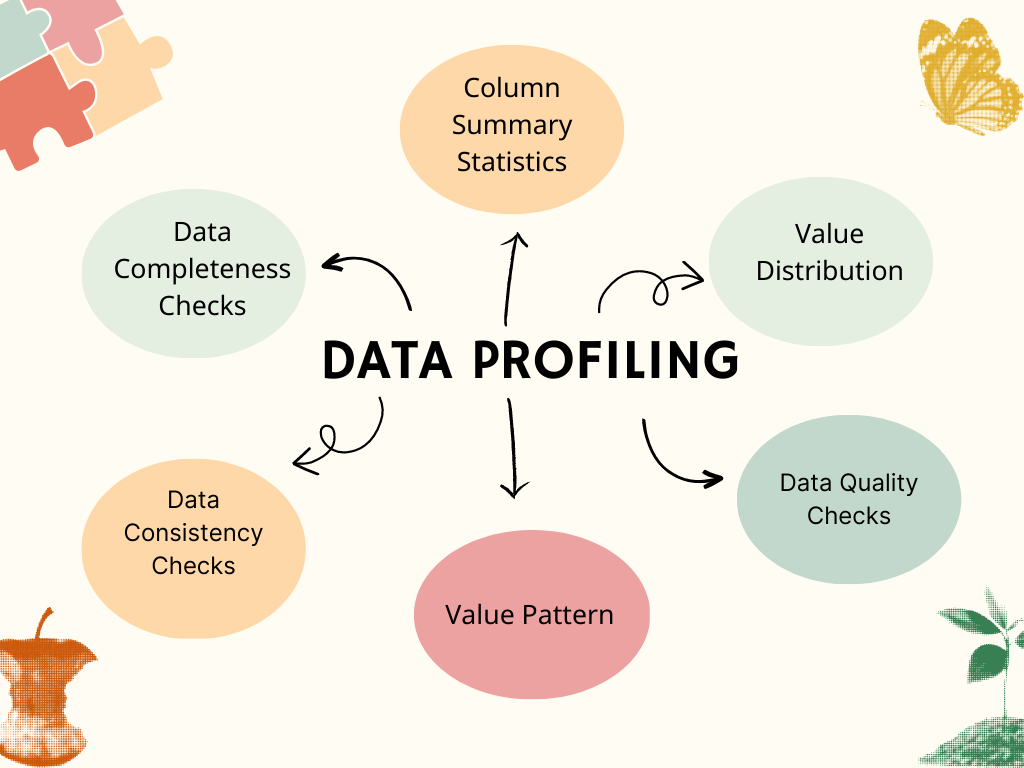 Column
Summary
Statistics
Data
Completeness
Checks
Value
Distribution
DATA PROFILING
Data
Consistency
Checks
Data Quality
Checks
Value Pattern